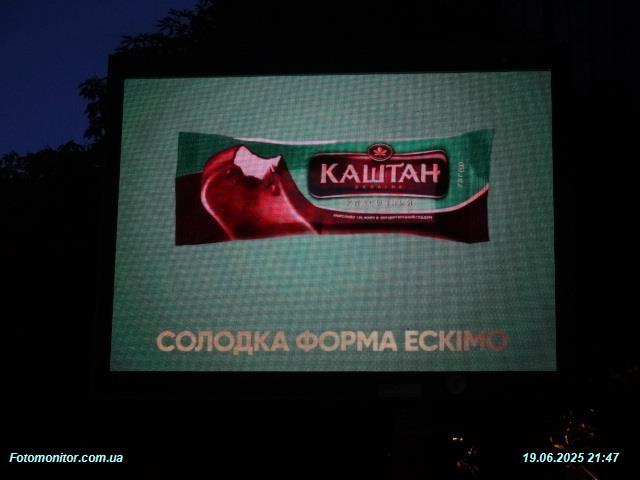 КАШТАН
СОЛОДКА ФОРМА ЕСКІМО
Fotomonitor.com.ua
19.06.2025 21:47